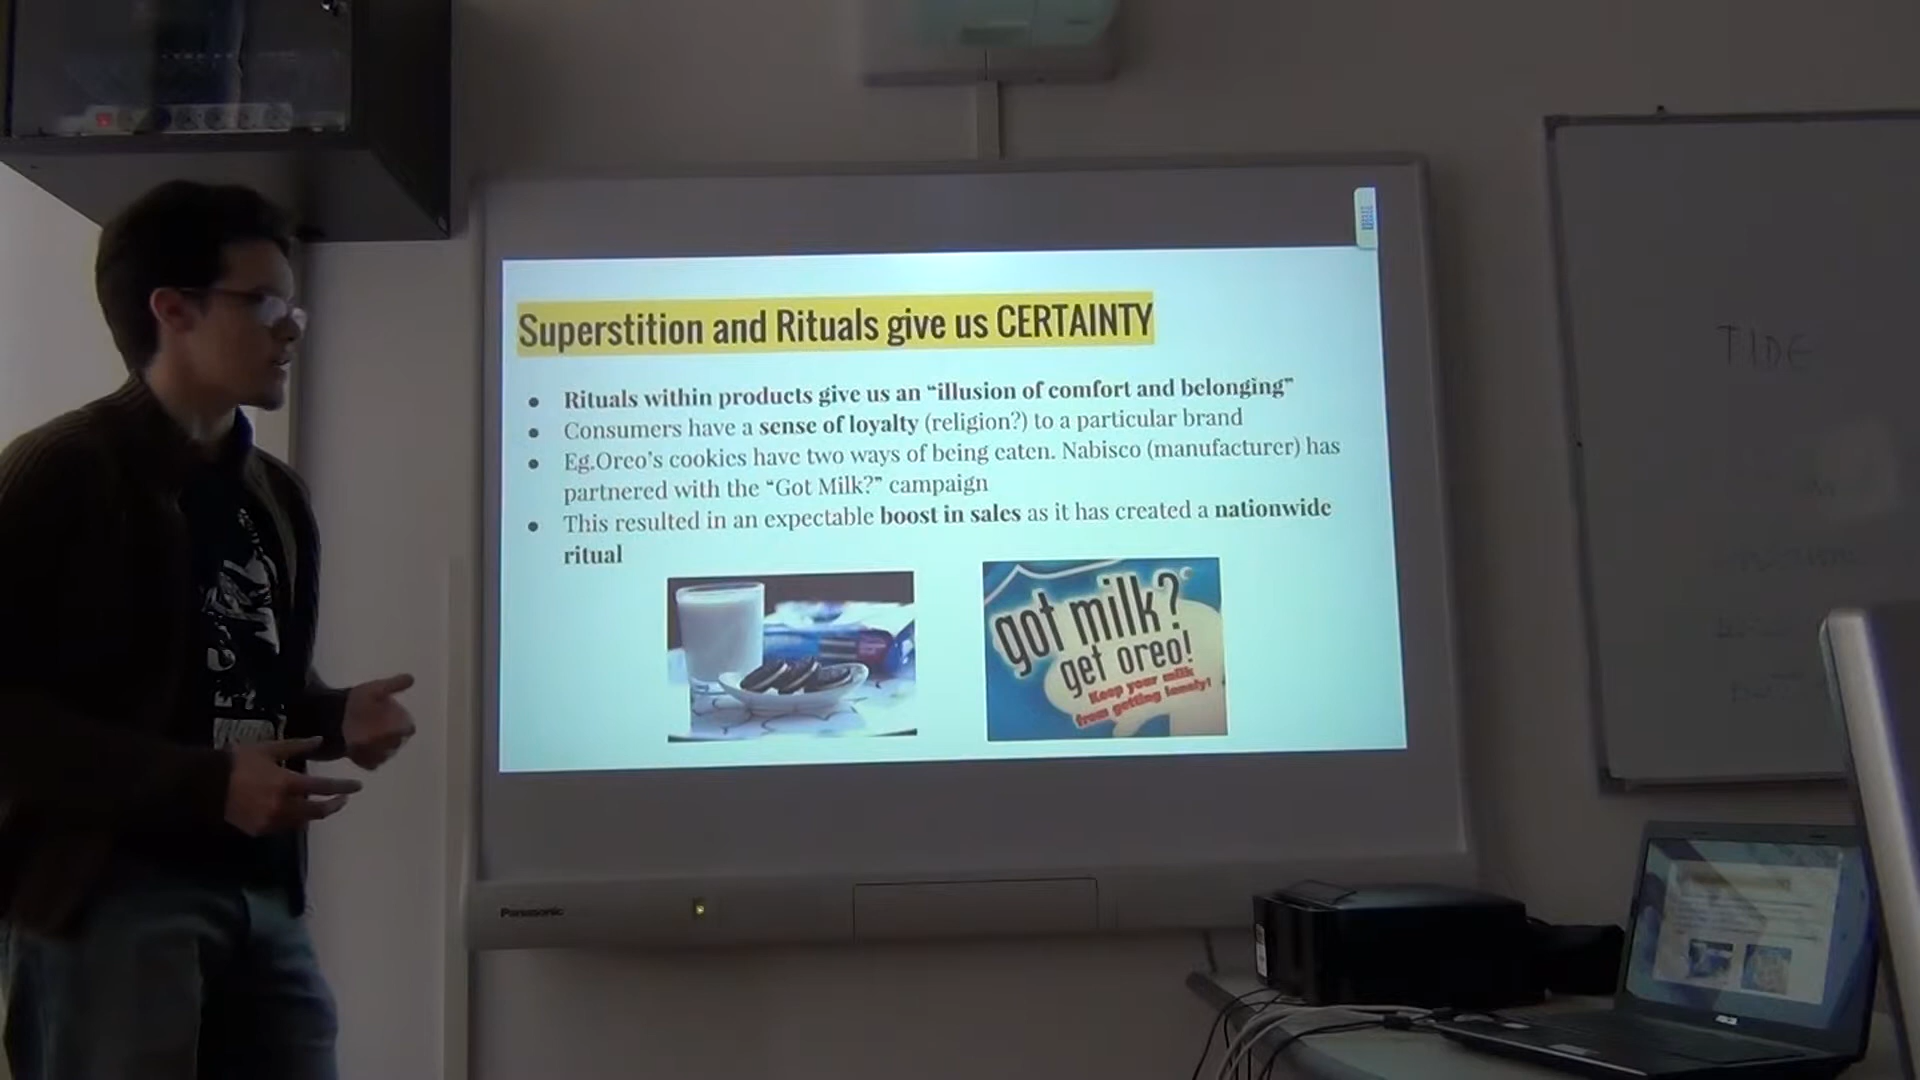 Superstition and Rituals give us CERTAINTY
● Rituals within products give us an “illusion of comfort and belonging”
● Consumers have a sense of loyalty (religion?) to a particular brand
● Eg.Oreo’s cookies have two ways of being eaten. Nabisco (manufacturer) has
partnered with the “Got Milk?” campaign
● This resulted in an expectable boost in sales as it has created a nationwide
ritual
got milk?
get oreo!
Keep your milk
from getting lonely!
Panasonic
ASUS